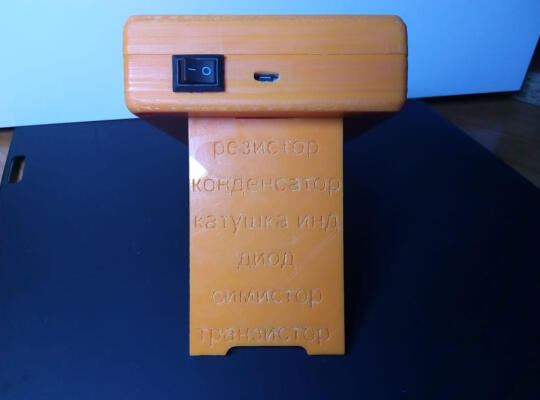 резистор
конденсатор
катушка инд
диод
симистор
транзистор